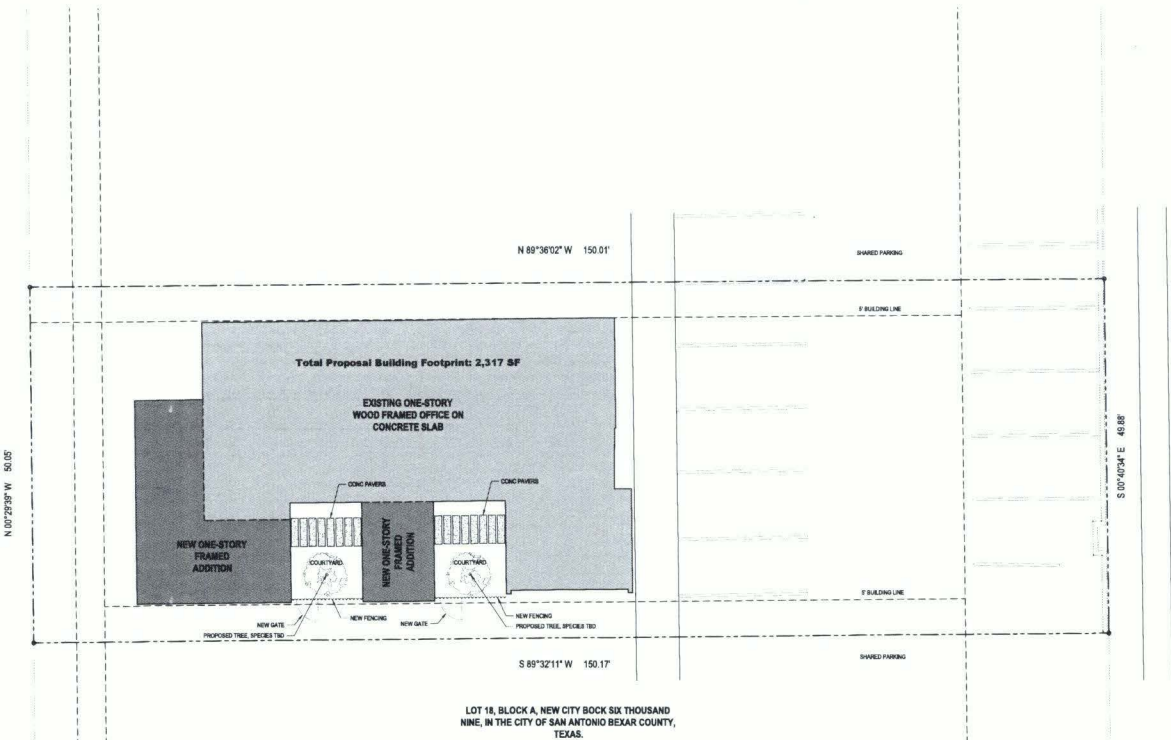 N 89°36'02" W 150.01'
SHARED PARKING
5' BUILDING LINE
Total Proposal Building Footprint: 2,317 SF
EXISTING ONE-STORY
WOOD FRAMED OFFICE ON
CONCRETE SLAB
N 00°29'39" W 50.05'
S 00°40'34" E 49.88'
CONC PAVERS
CONC PAVERS
NEW ONE-STORY
FRAMED
ADDITION
COURTYARD
NEW ONE-STORY
FRAMED
ADDITION
COURTYARD
5' BUILDING LINE
NEW GATE
NEW FENCING
NEW GATE
NEW FENCING
PROPOSED TREE, SPECIES TBD
PROPOSED TREE, SPECIES TBD
S 89°32'11" W 150.17'
SHARED PARKING
LOT 18, BLOCK A, NEW CITY BOCK SIX THOUSAND
NINE, IN THE CITY OF SAN ANTONIO BEXAR COUNTY,
TEXAS.